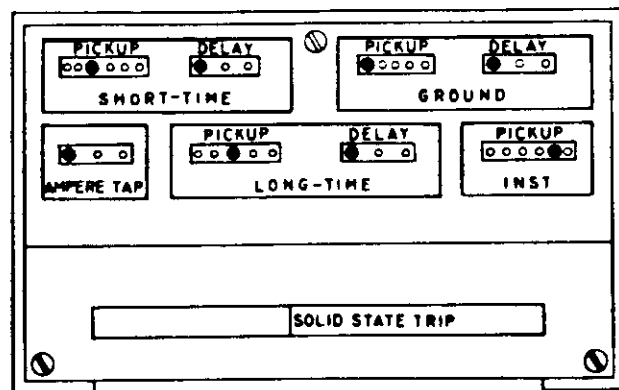 PICKUP DELAY
SHORT-TIME
PICKUP DELAY
GROUND
AMPERE TAP
PICKUP DELAY
LONG-TIME
PICKUP
INST
SOLID STATE TRIP